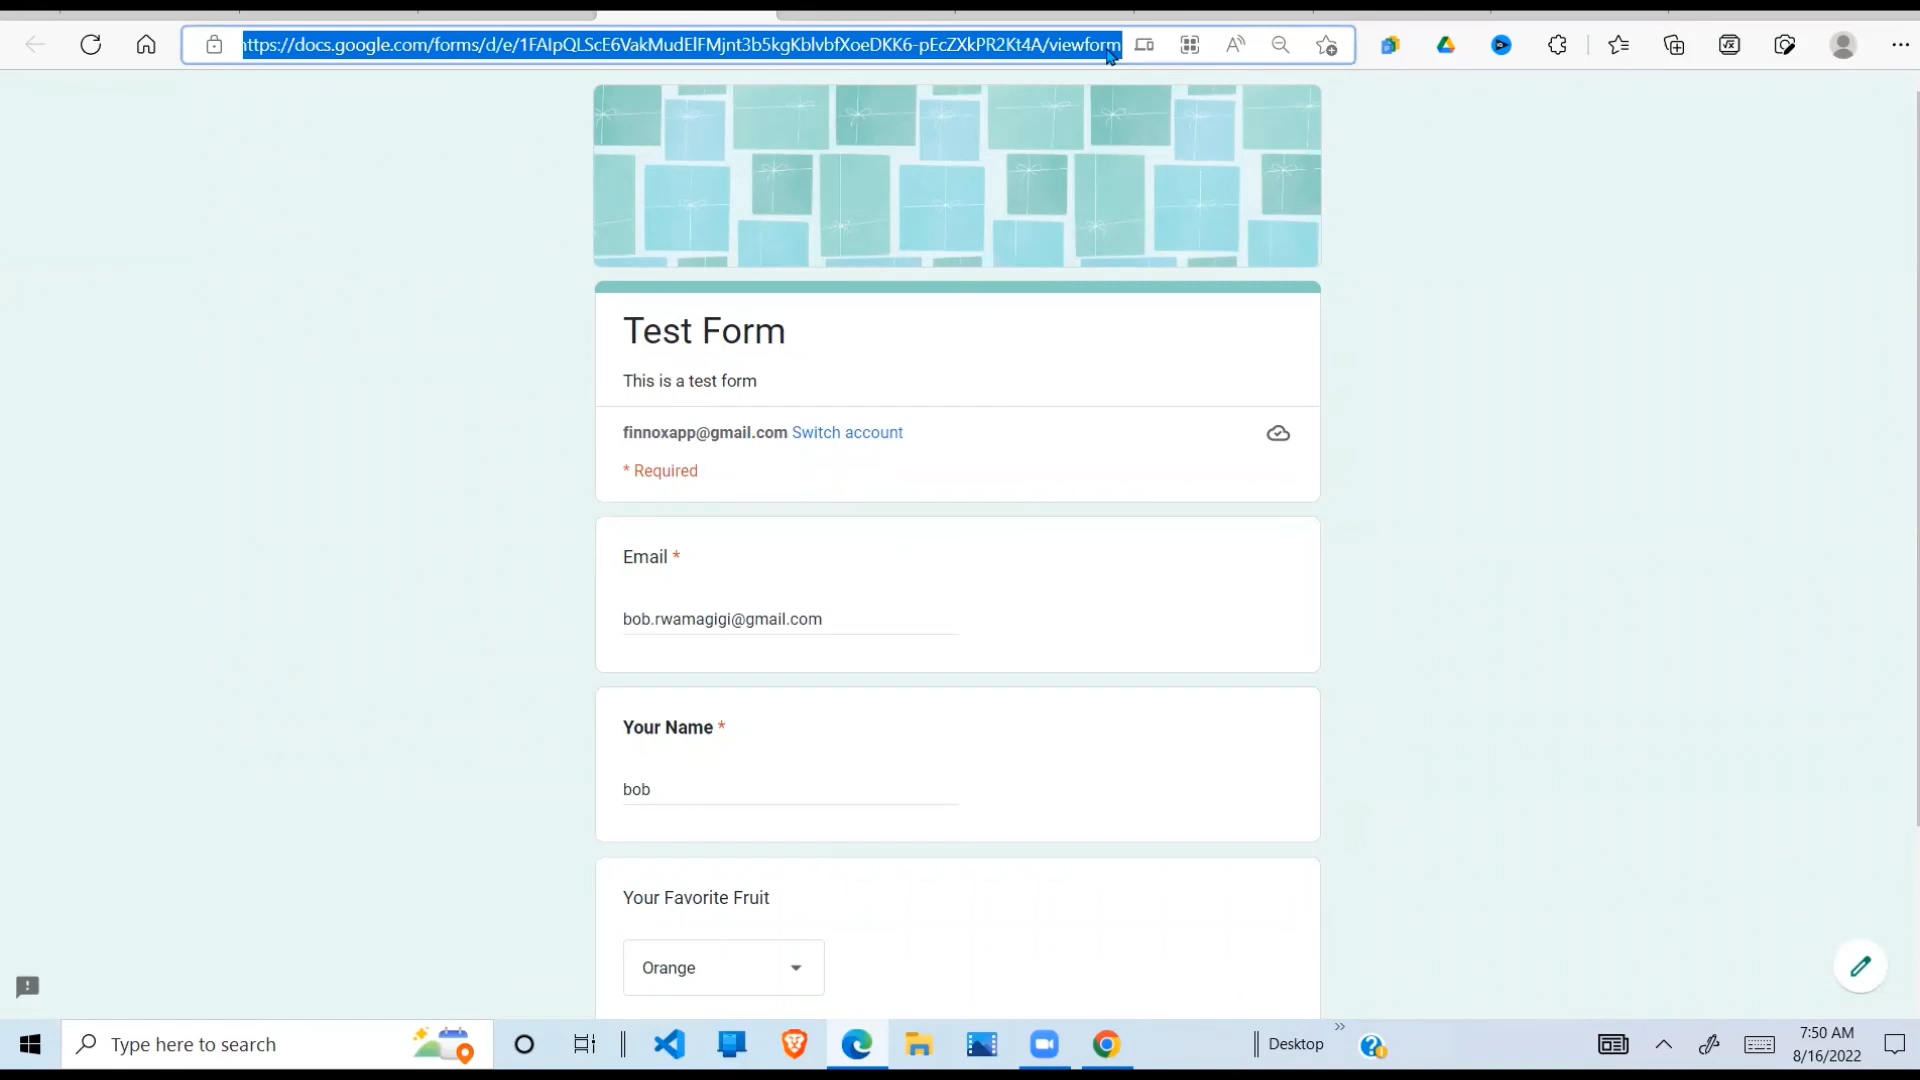 https://docs.google.com/forms/d/e/1FAIpQLScE6VakMudElFMjnt3b5kgKblvbfXoeDKK6-pEcZXkPR2Kt4A/viewform
Test Form
This is a test form
finnoxapp@gmail.com Switch account
* Required
Email *
bob.rwamagigi@gmail.com
Your Name *
bob
Your Favorite Fruit
Orange
Type here to search
Desktop
7:50 AM
8/16/2022